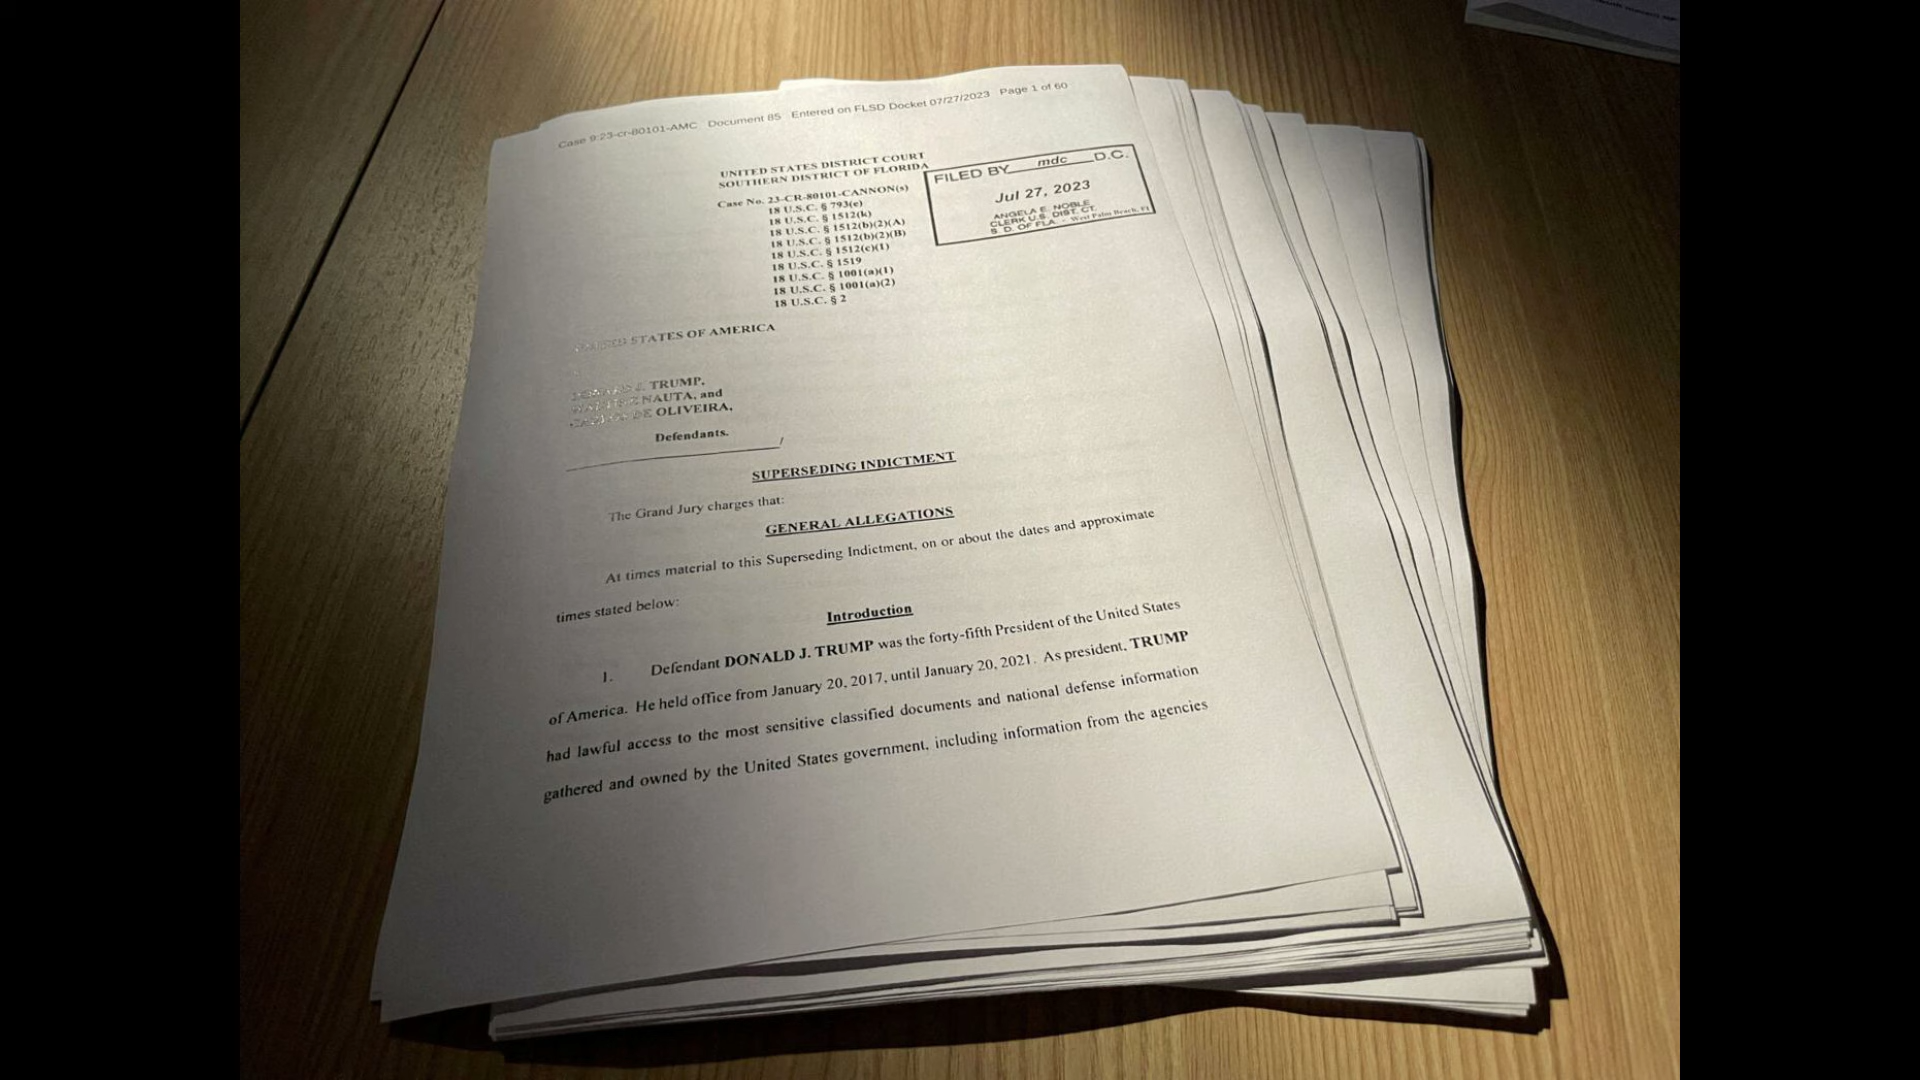 Case 9:23-cr-80101-AMC Document 85 Entered on FLSD Docket 07/27/2023 Page 1 of 60
UNITED STATES DISTRICT COURT
SOUTHERN DISTRICT OF FLORIDA
Case No. 23-CR-80101-CANNON(s)
18 U.S.C. § 793(e)
18 U.S.C. § 1512(k)
18 U.S.C. § 1512(b)(2)(A)
18 U.S.C. § 1512(b)(2)(B)
18 U.S.C. § 1512(c)(1)
18 U.S.C. § 1519
18 U.S.C. § 1001(a)(1)
18 U.S.C. § 1001(a)(2)
18 U.S.C. § 2
FILED BY mdc D.C.
Jul 27, 2023
ANGELA E. NOBLE
CLERK U.S. DIST. CT.
S. D. OF FLA. - West Palm Beach, Fl
STATES OF AMERICA
J. TRUMP,
NAUTA, and
DE OLIVEIRA,
Defendants.
/
SUPERSEDING INDICTMENT
The Grand Jury charges that:
GENERAL ALLEGATIONS
At times material to this Superseding Indictment, on or about the dates and approximate
times stated below:
Introduction
1. Defendant DONALD J. TRUMP was the forty-fifth President of the United States
of America. He held office from January 20, 2017, until January 20, 2021. As president, TRUMP
had lawful access to the most sensitive classified documents and national defense information
gathered and owned by the United States government, including information from the agencies